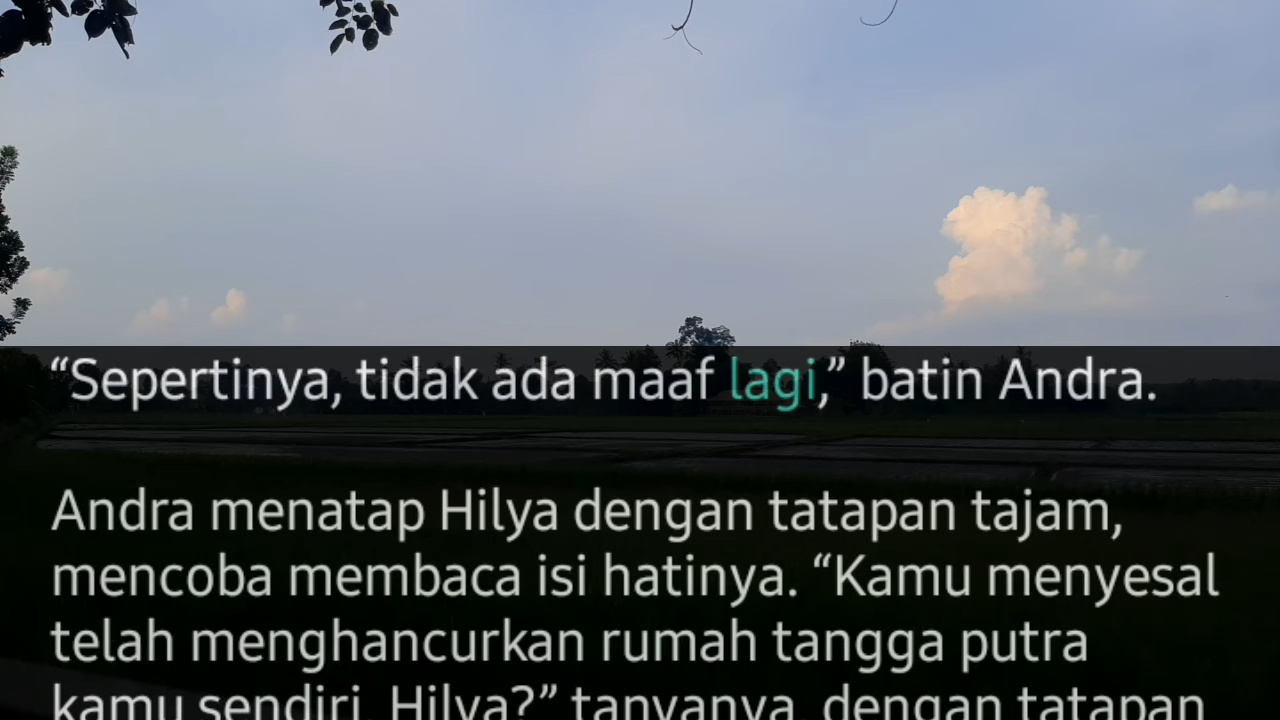 “Sepertinya, tidak ada maaf lagi,” batin Andra.
Andra menatap Hilya dengan tatapan tajam,
mencoba membaca isi hatinya. “Kamu menyesal
telah menghancurkan rumah tangga putra
kamu sendiri, Hilya?” tanyanya, dengan tatapan